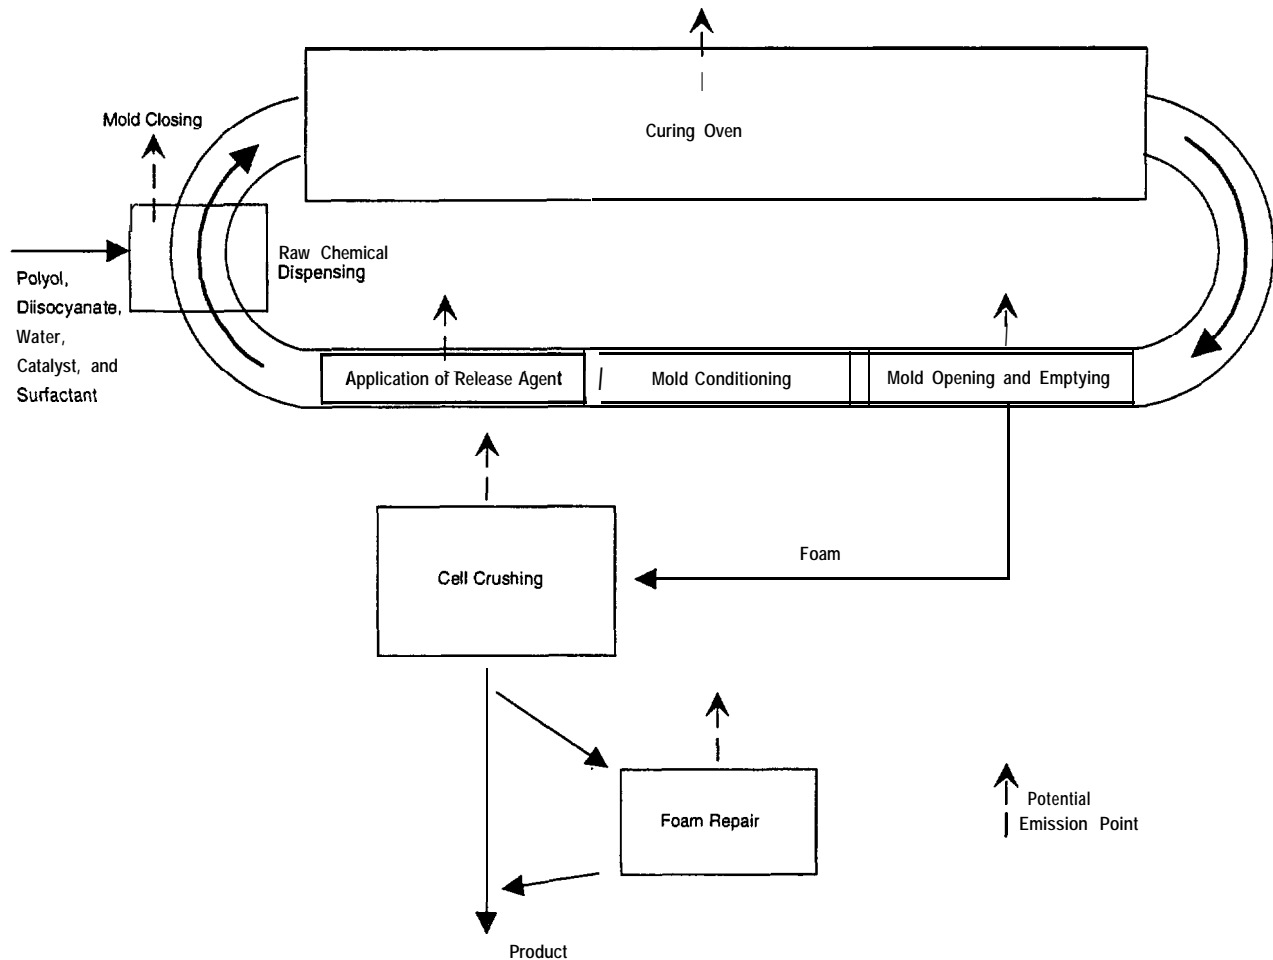 Curing Oven
Mold Closing
Raw Chemical
Dispensing
Polyol,
Diisocyanate,
Water,
Catalyst, and
Surfactant
Application of Release Agent
Mold Conditioning
Mold Opening and Emptying
Foam
Cell Crushing
Foam Repair
Potential
Emission Point
Product